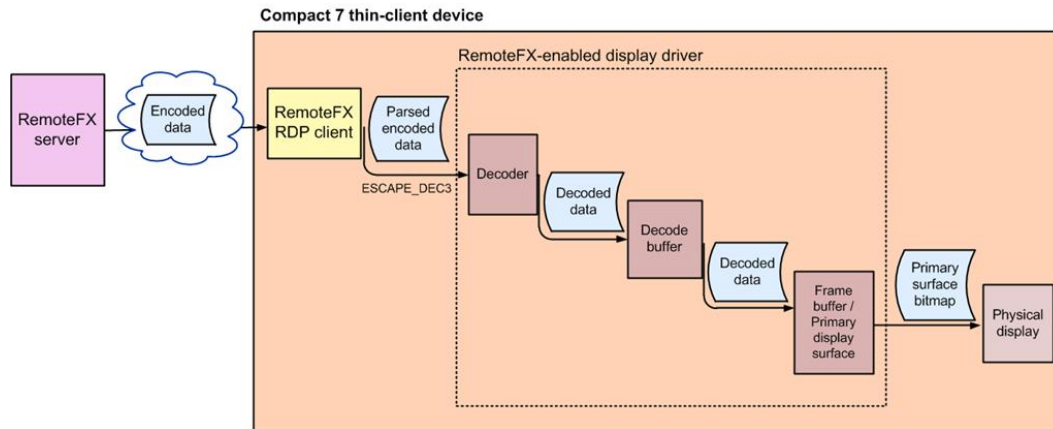 Compact 7 thin-client device
RemoteFX-enabled display driver
RemoteFX
server
Encoded
data
RemoteFX
RDP client
Parsed
encoded
data
ESCAPE_DEC3
Decoder
Decoded
data
Decode
buffer
Decoded
data
Frame
buffer /
Primary
display
surface
Primary
surface
bitmap
Physical
display